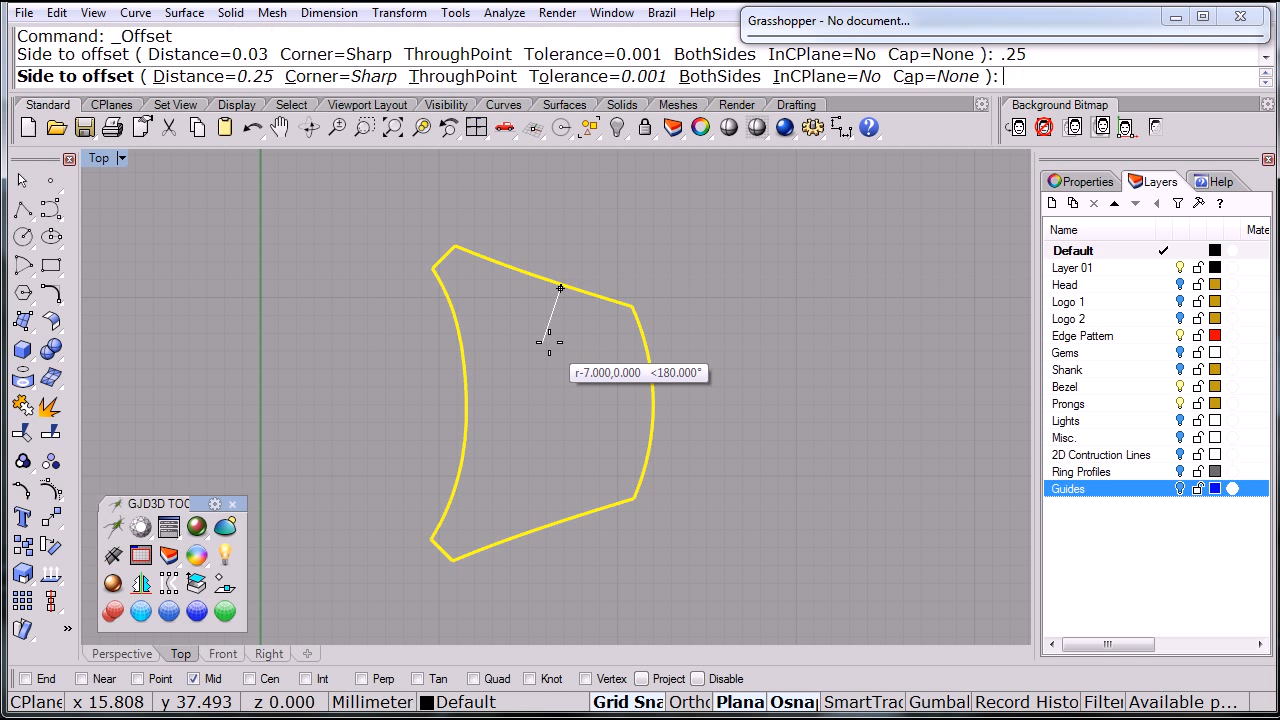 File Edit View Curve Surface Solid Mesh Dimension Transform Tools Analyze Render Window Brazil Help
Grasshopper - No document...
Command: _Offset
Side to offset ( Distance=0.03 Corner=Sharp ThroughPoint Tolerance=0.001 BothSides InCPlane=No Cap=None ): .25
Side to offset ( Distance=0.25 Corner=Sharp ThroughPoint Tolerance=0.001 BothSides InCPlane=No Cap=None ):
Standard CPlanes Set View Display Select Viewport Layout Visibility Curves Surfaces Solids Meshes Render Drafting
Background Bitmap
Top
Properties Layers Help
Name Mate
Default
Layer 01
Head
Logo 1
Logo 2
Edge Pattern
Gems
Shank
Bezel
Prongs
Lights
Misc.
2D Contruction Lines
Ring Profiles
Guides
r-7.000,0.000 <180.000°
GJD3D TOO
Perspective Top Front Right
End Near Point Mid Cen Int Perp Tan Quad Knot Vertex Project Disable
CPlane x 15.808 y 37.493 z 0.000 Millimeter Default Grid Sna Ortho Plana Osna SmartTrac Gumbal Record Histo Filter Available p...